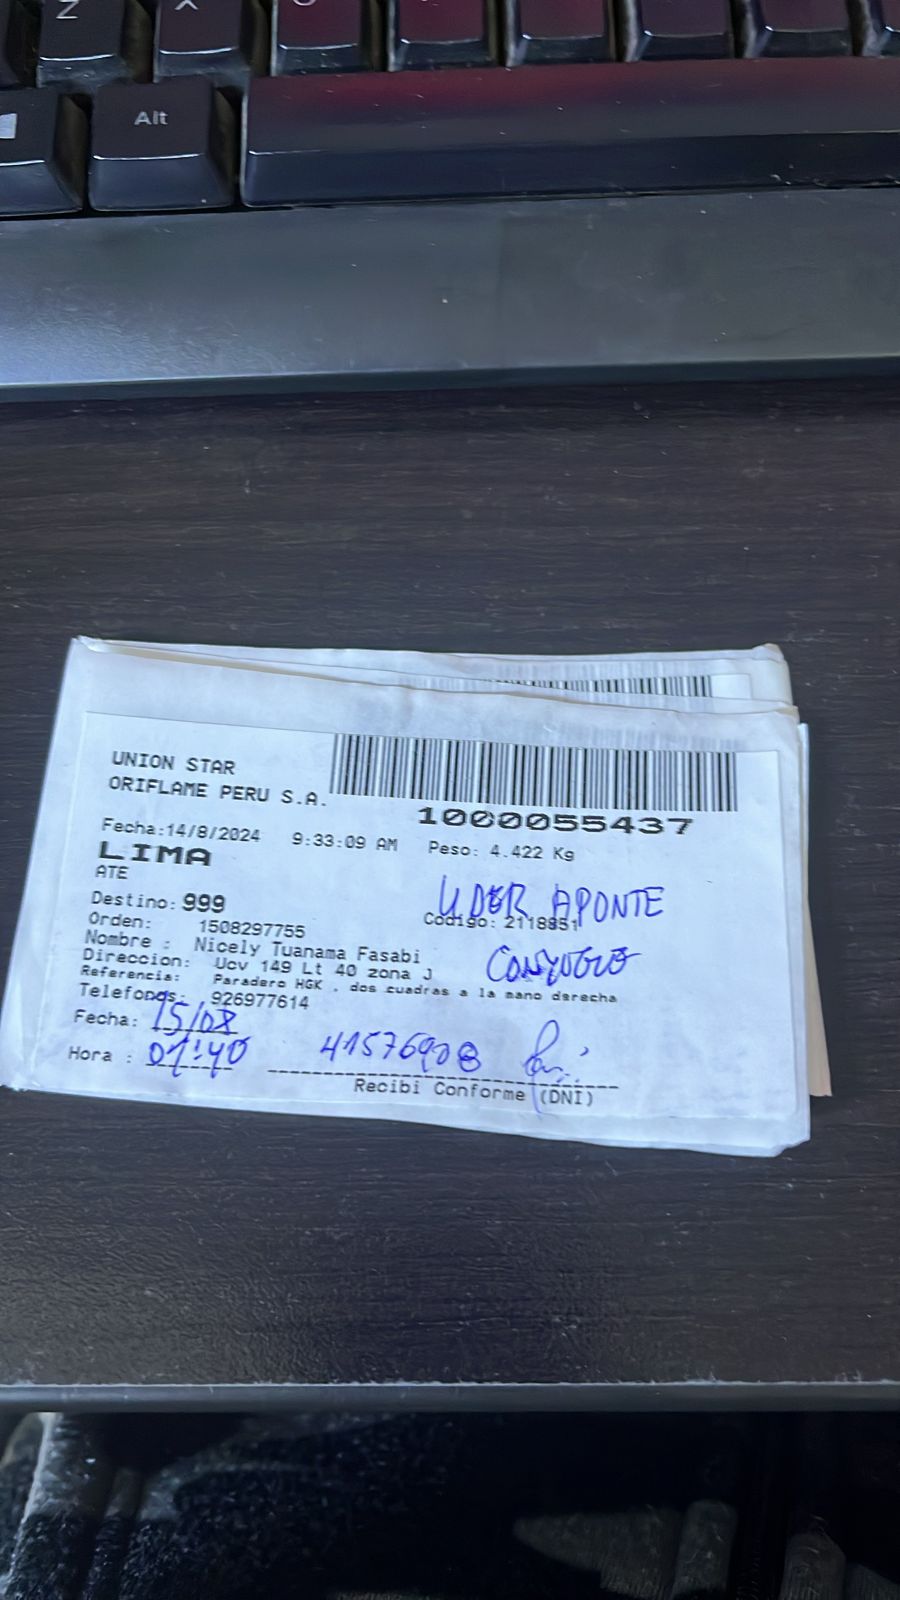 Z X
Alt
UNION STAR
ORIFLAME PERU S.A.
1000055437
Fecha:14/8/2024 9:33:09 AM Peso: 4.422 Kg
LIMA
ATE
UDER APONTE
Destino: 999
Orden: 1508297755 Codigo: 2118851
Nombre : Nicely Tuanama Fasabi
CONYUGUE
Direccion: Ucv 149 Lt 40 zona J
Referencia: Paradero HGK , dos cuadras a la mano derecha
Telefonos: 926977614
Fecha: 15/08
Hora : 01:40 41576908
Recibi Conforme (DNI)